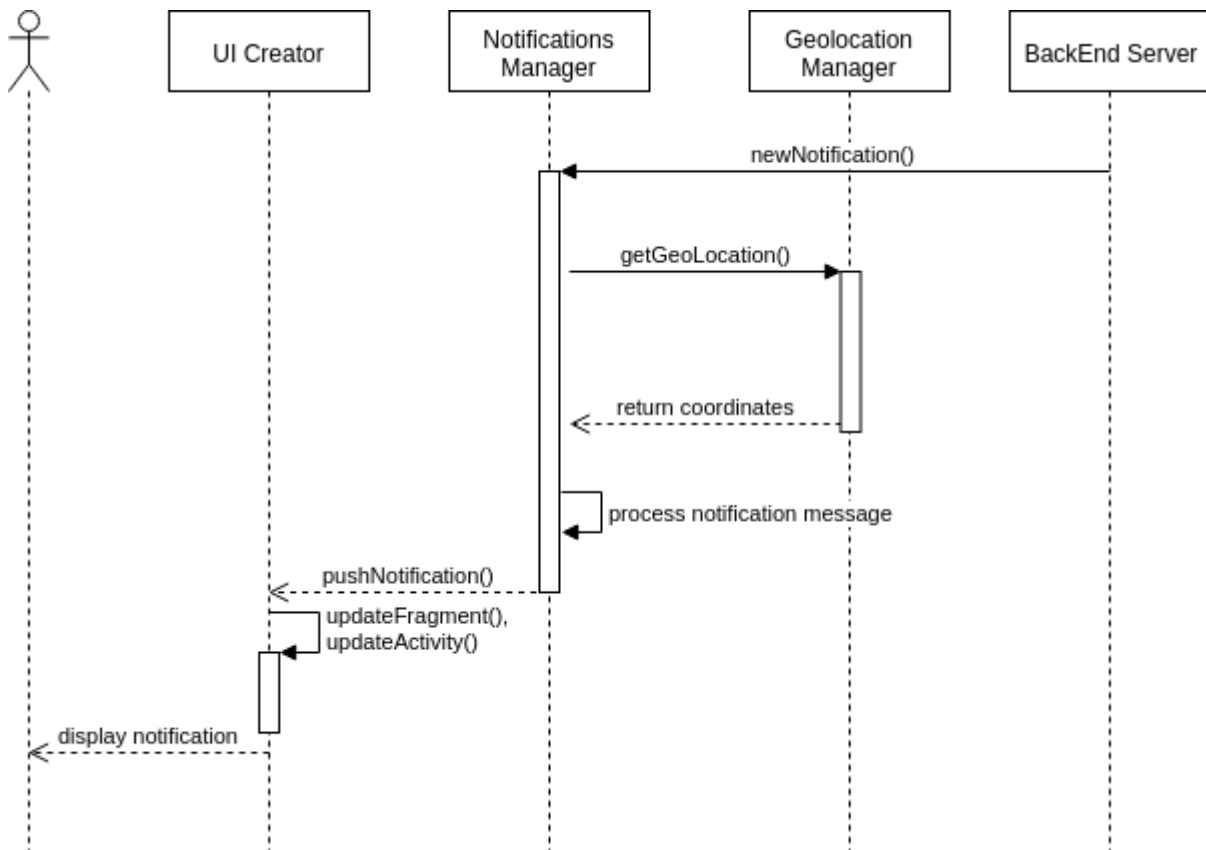 UI Creator
Notifications
Manager
Geolocation
Manager
BackEnd Server
newNotification()
getGeoLocation()
return coordinates
process notification message
pushNotification()
updateFragment(),
updateActivity()
display notification